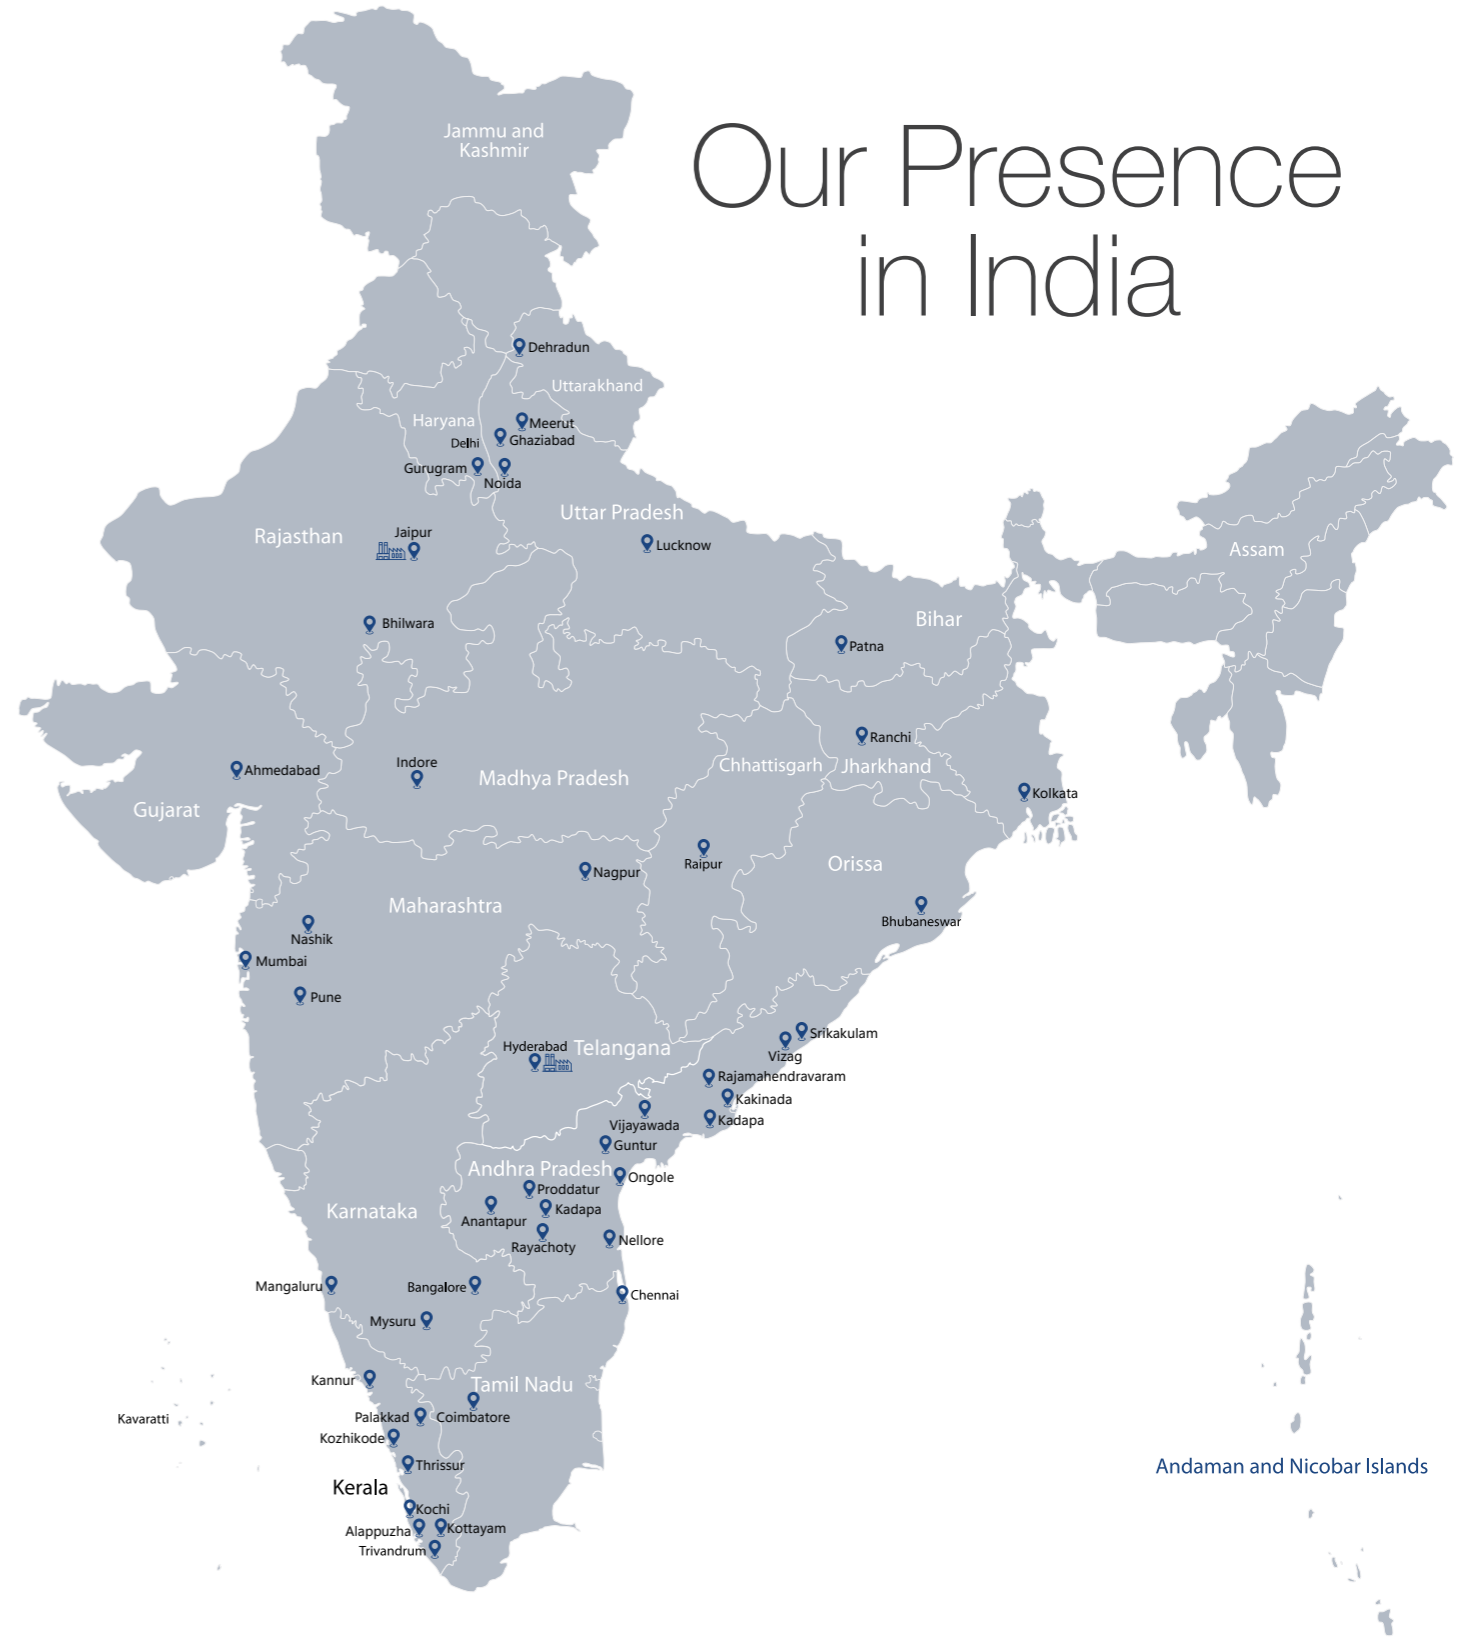 Our Presence
in India
Jammu and
Kashmir
Dehradun
Uttarakhand
Haryana
Meerut
Delhi
Ghaziabad
Gurugram
Noida
Uttar Pradesh
Rajasthan
Jaipur
Lucknow
Assam
Bihar
Bhilwara
Patna
Ranchi
Indore
Chhattisgarh
Jharkhand
Ahmedabad
Madhya Pradesh
Kolkata
Gujarat
Raipur
Orissa
Nagpur
Maharashtra
Bhubaneswar
Nashik
Mumbai
Pune
Srikakulam
Hyderabad
Telangana
Vizag
Rajamahendravaram
Kakinada
Kadapa
Vijayawada
Guntur
Andhra Pradesh
Ongole
Proddatur
Kadapa
Karnataka
Anantapur
Rayachoty
Nellore
Mangaluru
Bangalore
Chennai
Mysuru
Kannur
Tamil Nadu
Kavaratti
Palakkad
Coimbatore
Kozhikode
Thrissur
Andaman and Nicobar Islands
Kerala
Kochi
Alappuzha
Kottayam
Trivandrum